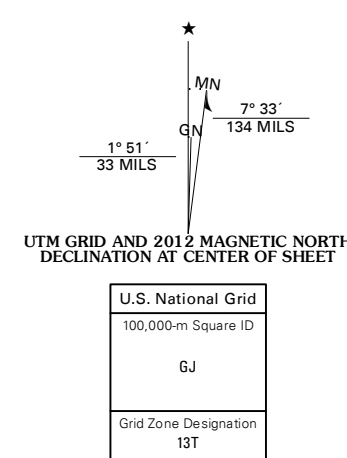 ★
MN
7° 33´
134 MILS
GN
1° 51´
33 MILS
UTM GRID AND 2012 MAGNETIC NORTH
DECLINATION AT CENTER OF SHEET
U.S. National Grid
100,000-m Square ID
GJ
Grid Zone Designation
13T